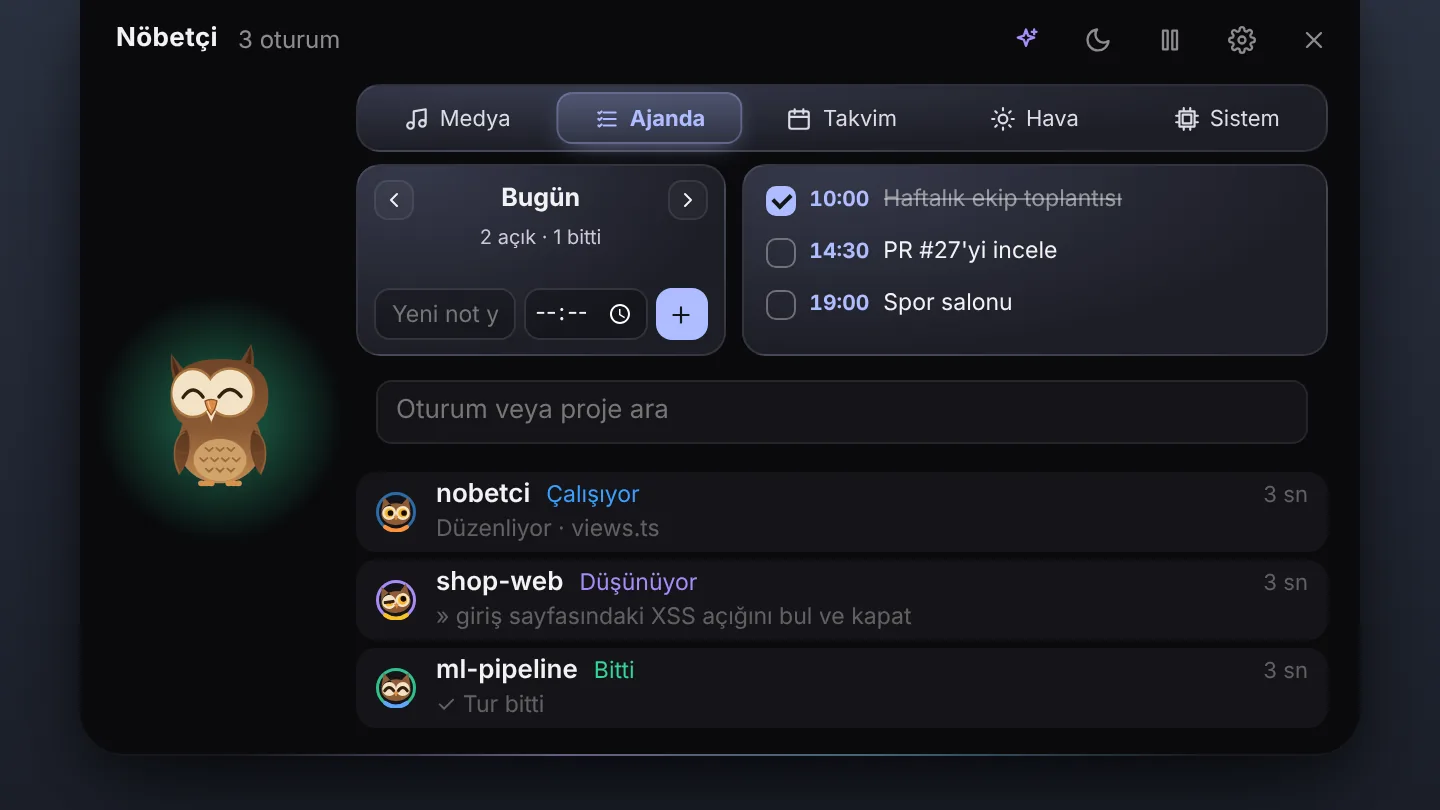 Nöbetçi 3 oturum
Medya Ajanda Takvim Hava Sistem
Bugün
2 açık · 1 bitti
Yeni not y --:-- +
10:00 Haftalık ekip toplantısı
14:30 PR #27'yi incele
19:00 Spor salonu
Oturum veya proje ara
nobetci Çalışıyor 3 sn
Düzenliyor · views.ts
shop-web Düşünüyor 3 sn
» giriş sayfasındaki XSS açığını bul ve kapat
ml-pipeline Bitti 3 sn
✓ Tur bitti